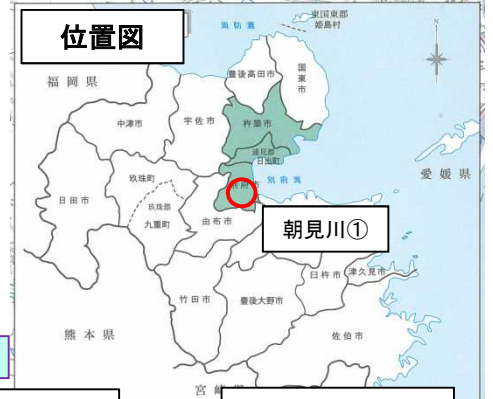 位置図
東国東郡
姫島村
周防灘
福岡県
豊後高田市
国東市
中津市
宇佐市
杵築市
速見郡
日出町
愛媛県
玖珠町
別府湾
日田市
玖珠郡
九重町
別府市
由布市
朝見川①
臼杵市
津久見市
竹田市
豊後大野市
佐伯市
熊本県
宮崎県